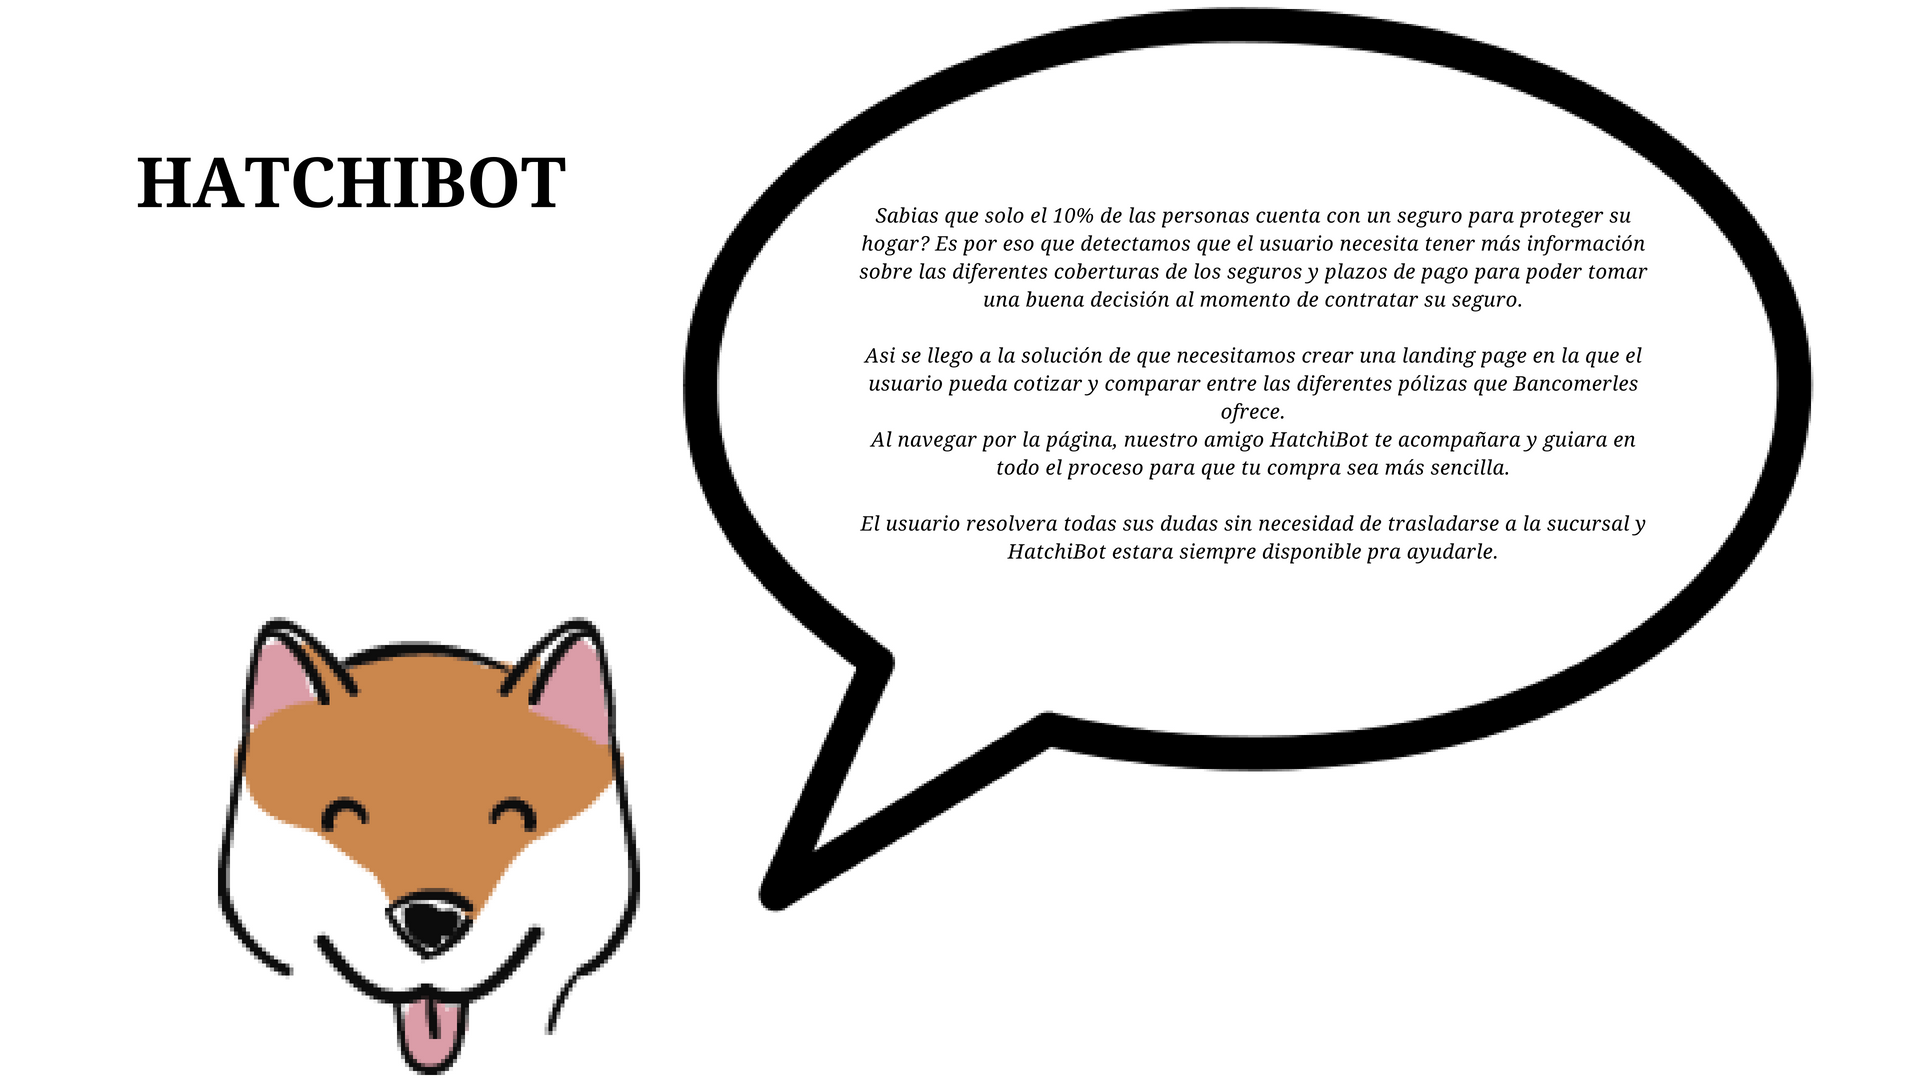 HATCHIBOT
Sabias que solo el 10% de las personas cuenta con un seguro para proteger su
hogar? Es por eso que detectamos que el usuario necesita tener más información
sobre las diferentes coberturas de los seguros y plazos de pago para poder tomar
una buena decisión al momento de contratar su seguro.
Asi se llego a la solución de que necesitamos crear una landing page en la que el
usuario pueda cotizar y comparar entre las diferentes pólizas que Bancomerles
ofrece.
Al navegar por la página, nuestro amigo HatchiBot te acompañara y guiara en
todo el proceso para que tu compra sea más sencilla.
El usuario resolvera todas sus dudas sin necesidad de trasladarse a la sucursal y
HatchiBot estara siempre disponible pra ayudarle.